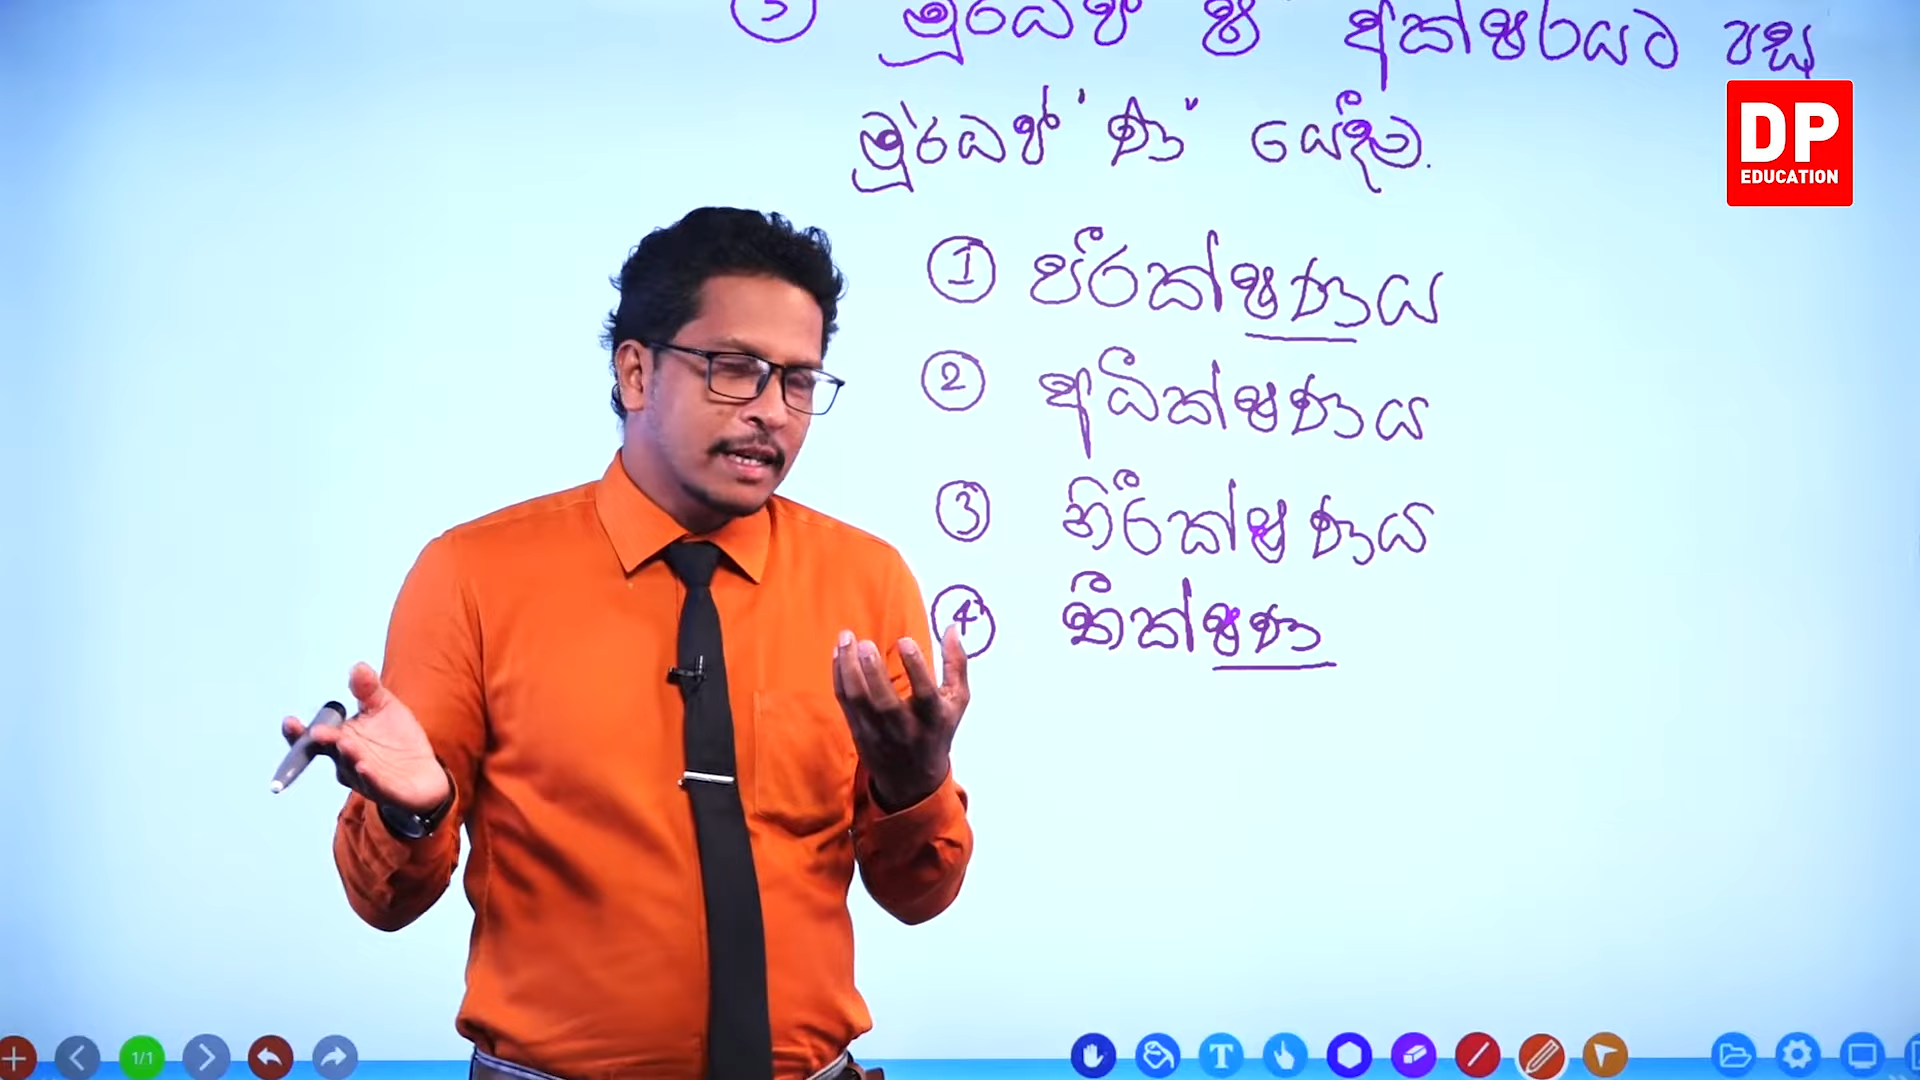 ③ මූර්ධජ ෂ අක්ෂරයට පසු
DP
EDUCATION
මූර්ධජ 'ණ' යෙදීම.
① පරීක්ෂණය
② අධීක්ෂණය
③ නිරීක්ෂණය
④ තීක්ෂණ
1/1
T